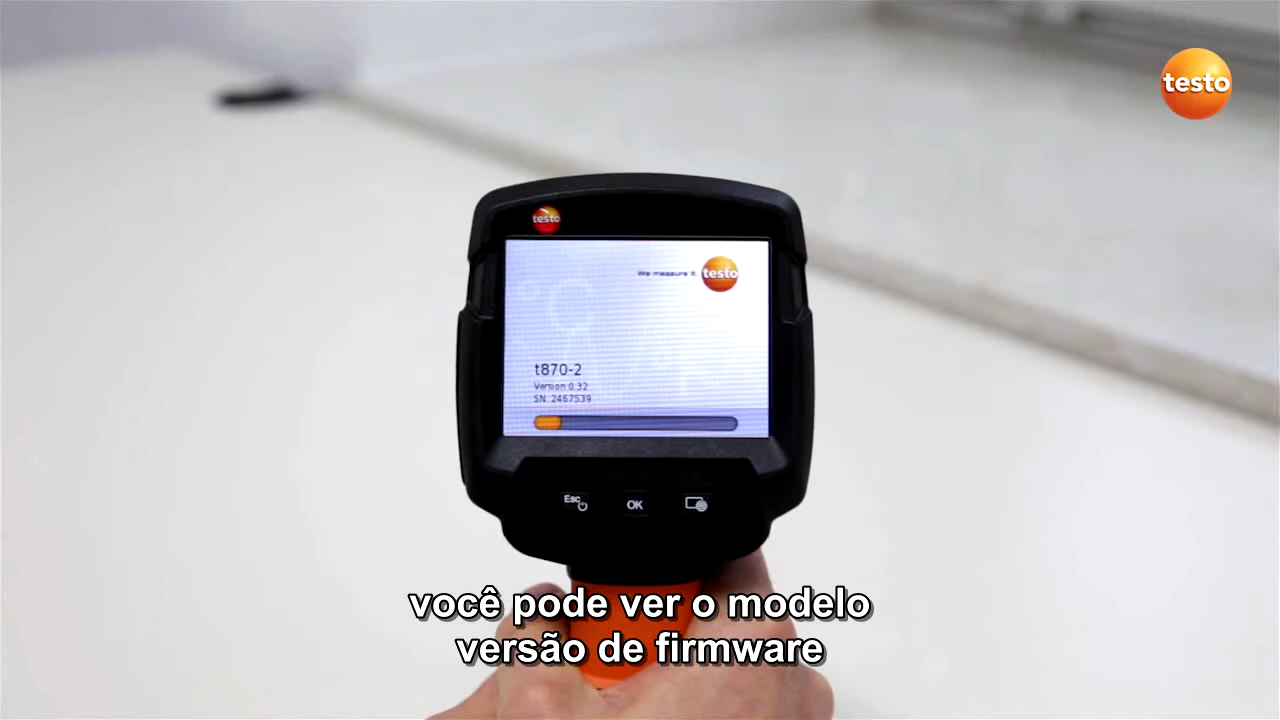 testo
testo
We measure it. testo
t870-2
Version 0.32
SN: 2467539
Esc
OK
você pode ver o modelo
versão de firmware